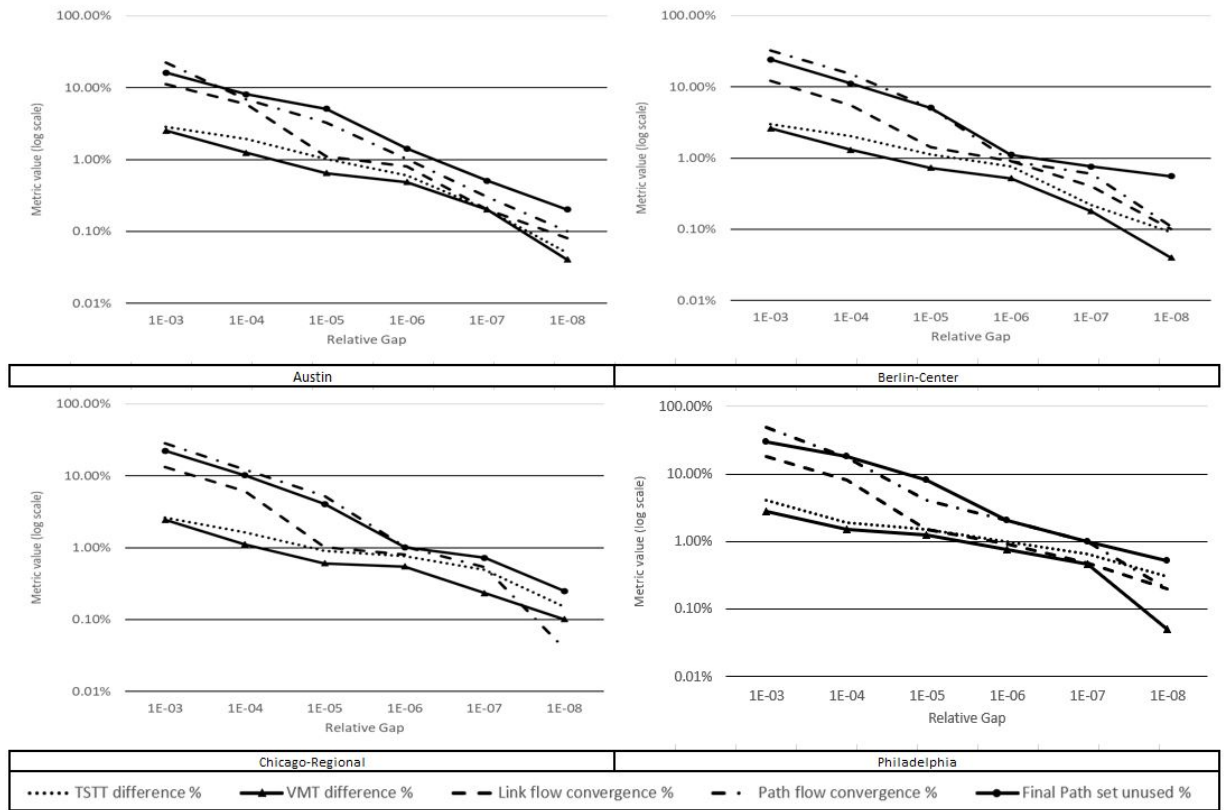 100.00%
10.00%
1.00%
0.10%
0.01%
Metric value (log scale)
1E-03 1E-04 1E-05 1E-06 1E-07 1E-08
Relative Gap
Austin
100.00%
10.00%
1.00%
0.10%
0.01%
Metric value (log scale)
1E-03 1E-04 1E-05 1E-06 1E-07 1E-08
Relative Gap
Berlin-Center
100.00%
10.00%
1.00%
0.10%
0.01%
Metric value (log scale)
1E-03 1E-04 1E-05 1E-06 1E-07 1E-08
Relative Gap
Chicago-Regional
100.00%
10.00%
1.00%
0.10%
0.01%
Metric value (log scale)
1E-03 1E-04 1E-05 1E-06 1E-07 1E-08
Relative Gap
Philadelphia
TSTT difference % VMT difference % Link flow convergence % Path flow convergence % Final Path set unused %